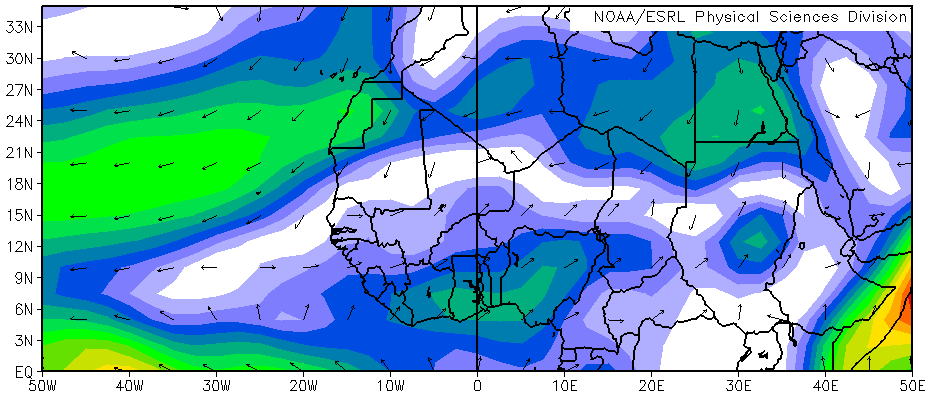 NOAA/ESRL Physical Sciences Division
33N
30N
27N
24N
21N
18N
15N
12N
9N
6N
3N
EQ
50W 40W 30W 20W 10W 0 10E 20E 30E 40E 50E